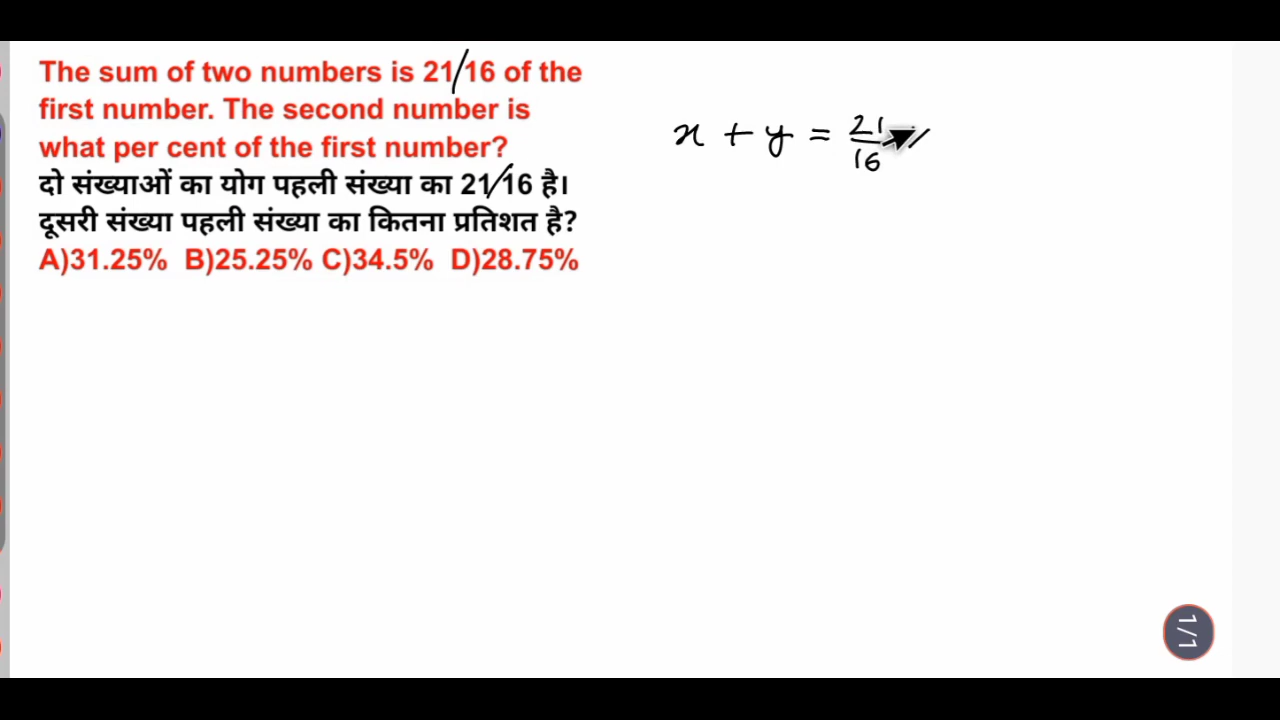 The sum of two numbers is 21/16 of the
first number. The second number is
what per cent of the first number?
दो संख्याओं का योग पहली संख्या का 21/16 है।
दूसरी संख्या पहली संख्या का कितना प्रतिशत है?
A)31.25% B)25.25% C)34.5% D)28.75%
x + y = 21/16
1/1